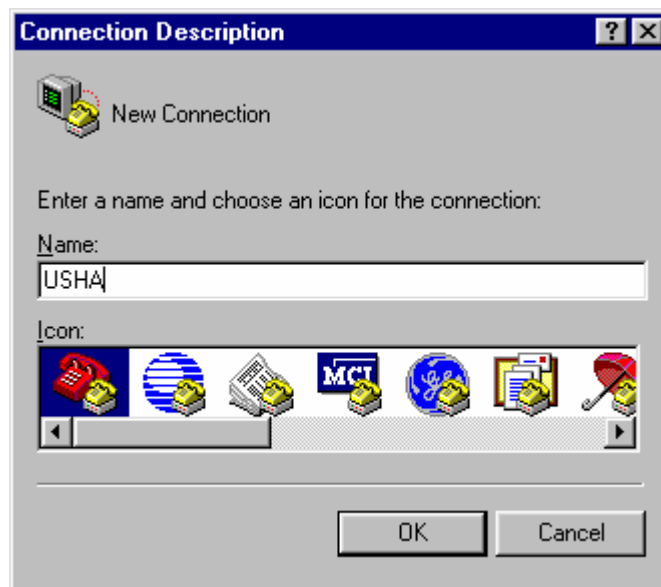 Connection Description
New Connection
Enter a name and choose an icon for the connection:
Name:
USHA
Icon:
MCI
OK Cancel